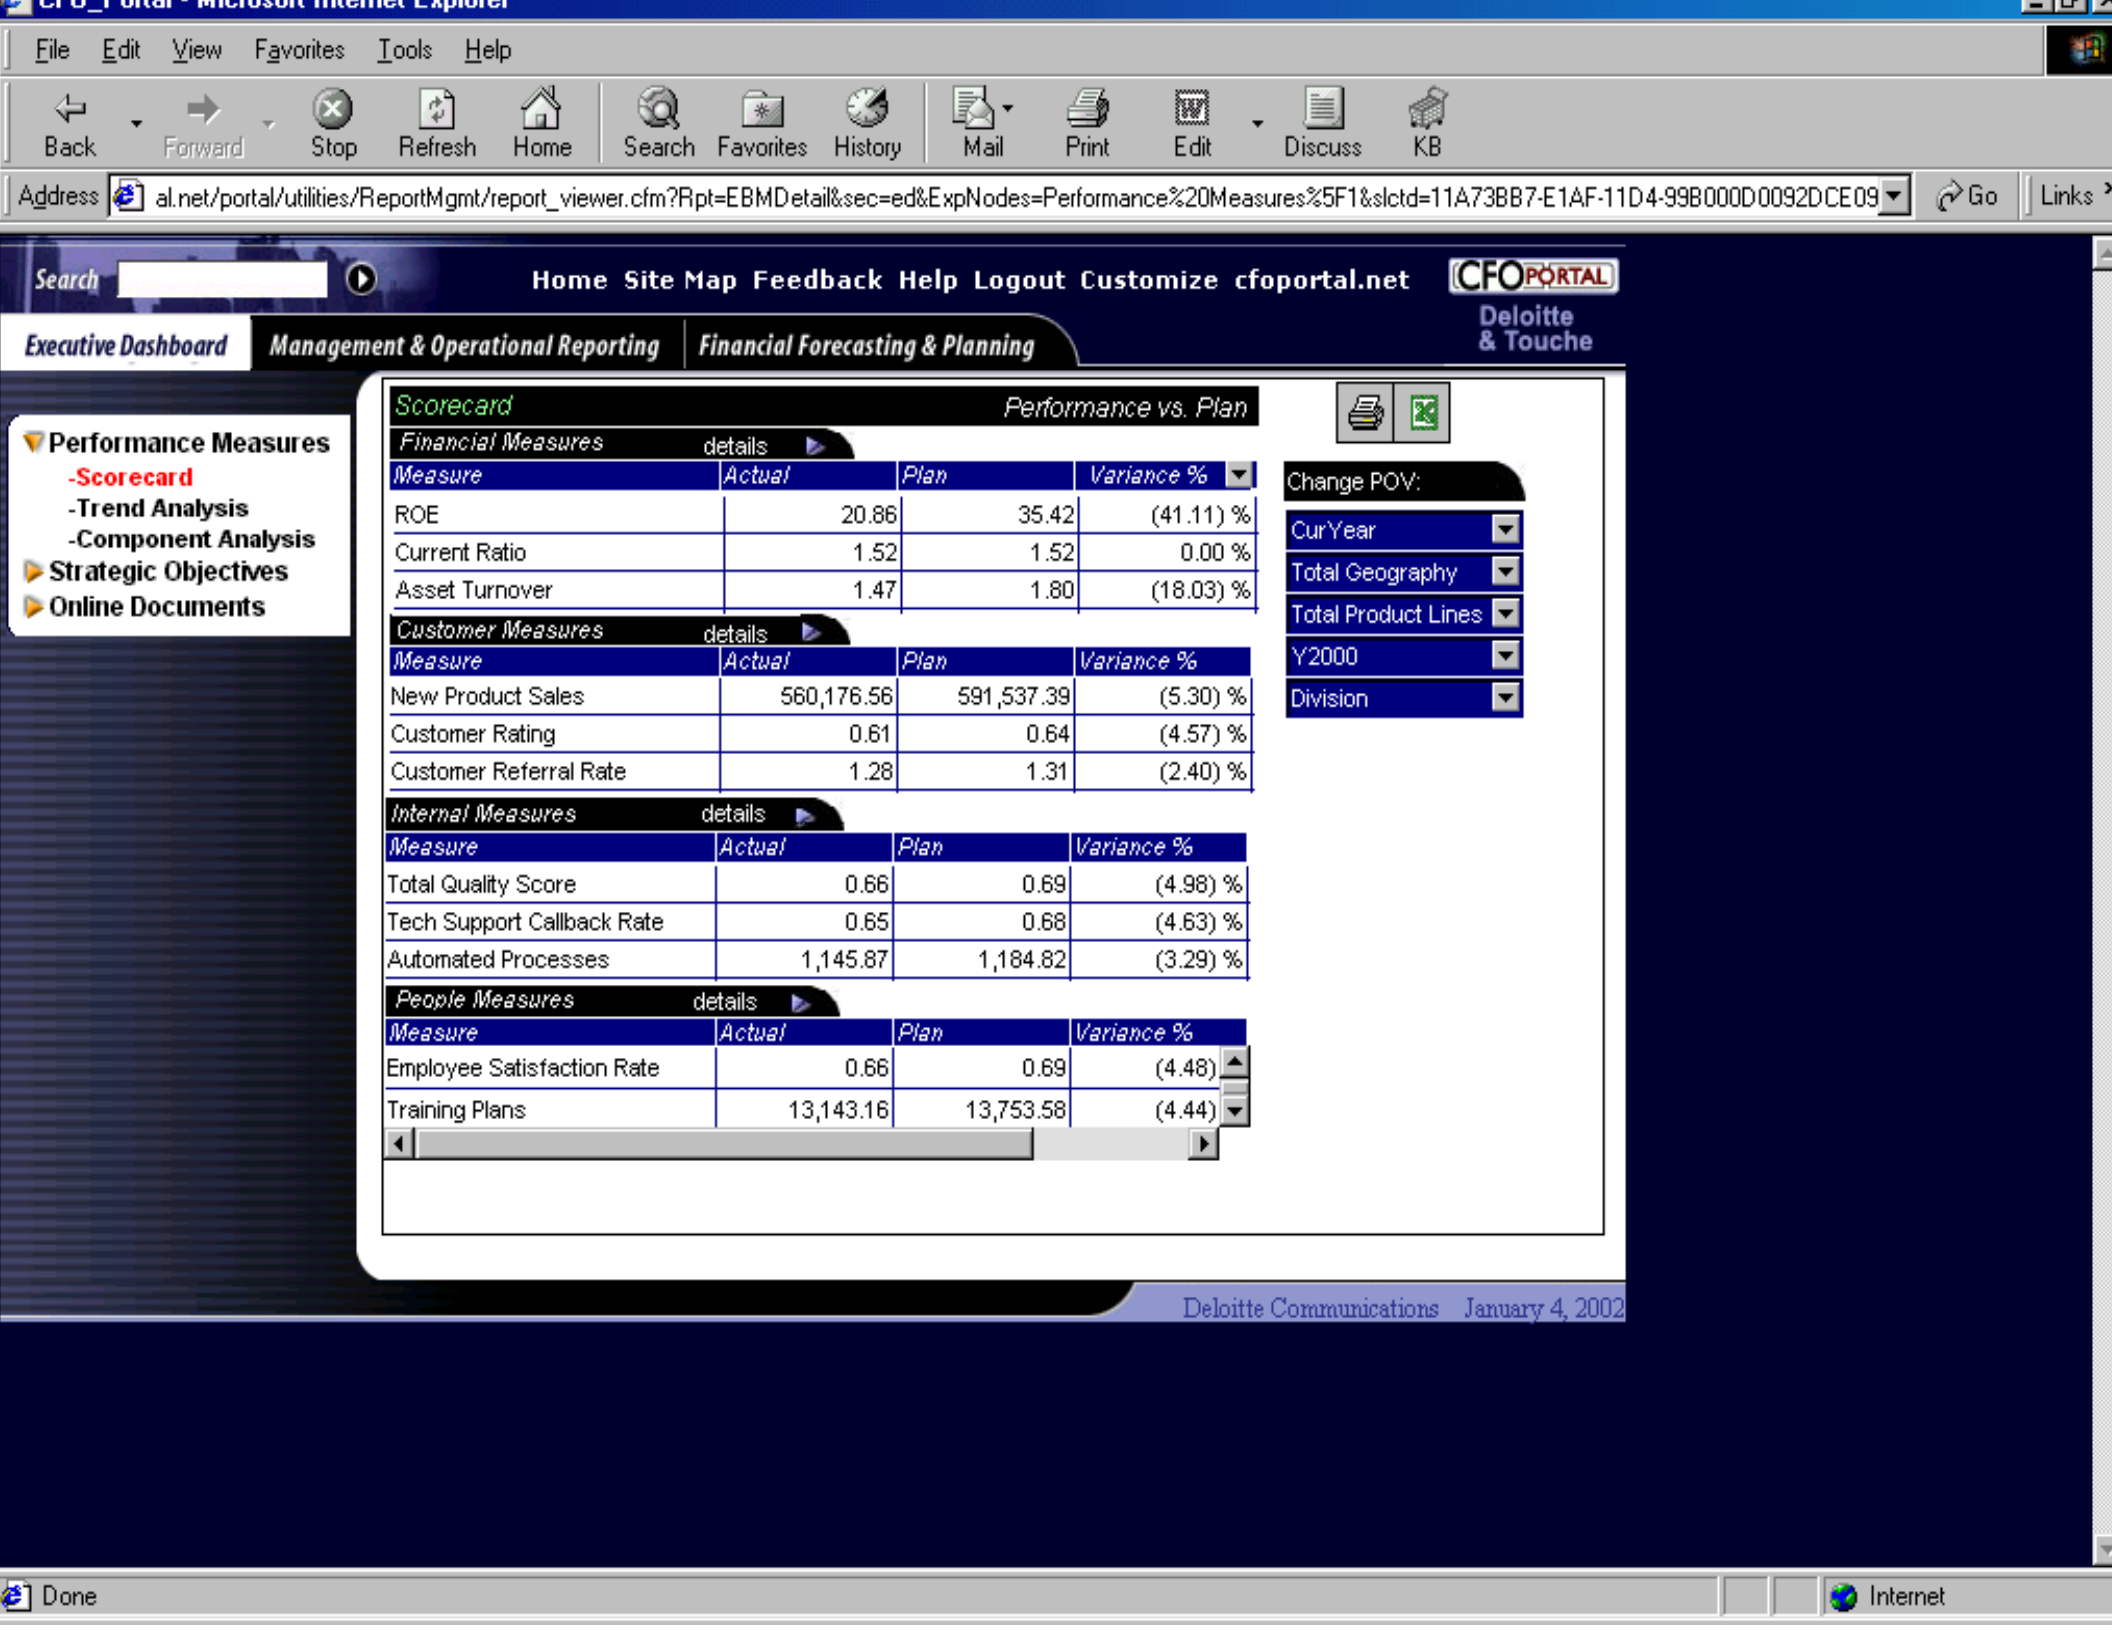 CFO_Portal - Microsoft Internet Explorer
File Edit View Favorites Tools Help
Back Forward Stop Refresh Home Search Favorites History Mail Print Edit Discuss KB
Address al.net/portal/utilities/ReportMgmt/report_viewer.cfm?Rpt=EBMDetail&sec=ed&ExpNodes=Performance%20Measures%5F1&slctd=11A73BB7-E1AF-11D4-99B000D0092DCE09 Go Links
Search Home Site Map Feedback Help Logout Customize cfoportal.net CFOPORTAL
Deloitte
& Touche
Executive Dashboard Management & Operational Reporting Financial Forecasting & Planning
Performance Measures
-Scorecard
-Trend Analysis
-Component Analysis
Strategic Objectives
Online Documents
Scorecard Performance vs. Plan
Financial Measures details
Measure Actual Plan Variance %
ROE 20.86 35.42 (41.11) %
Current Ratio 1.52 1.52 0.00 %
Asset Turnover 1.47 1.80 (18.03) %
Customer Measures details
Measure Actual Plan Variance %
New Product Sales 560,176.56 591,537.39 (5.30) %
Customer Rating 0.61 0.64 (4.57) %
Customer Referral Rate 1.28 1.31 (2.40) %
Internal Measures details
Measure Actual Plan Variance %
Total Quality Score 0.66 0.69 (4.98) %
Tech Support Callback Rate 0.65 0.68 (4.63) %
Automated Processes 1,145.87 1,184.82 (3.29) %
People Measures details
Measure Actual Plan Variance %
Employee Satisfaction Rate 0.66 0.69 (4.48)
Training Plans 13,143.16 13,753.58 (4.44)
Change POV:
CurYear
Total Geography
Total Product Lines
Y2000
Division
Deloitte Communications January 4, 2002
Done Internet